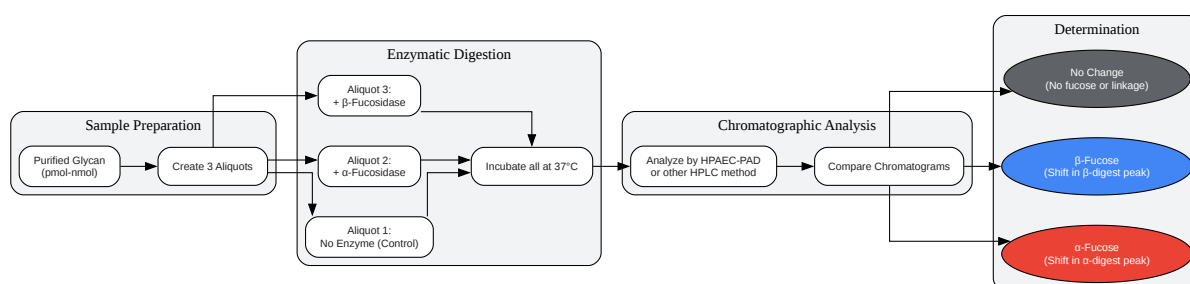 Sample Preparation
Purified Glycan
(pmol-nmol)
Create 3 Aliquots
Enzymatic Digestion
Aliquot 3:
+ β-Fucosidase
Aliquot 2:
+ α-Fucosidase
Aliquot 1:
No Enzyme (Control)
Incubate all at 37°C
Chromatographic Analysis
Analyze by HPAEC-PAD
or other HPLC method
Compare Chromatograms
Determination
No Change
(No fucose or linkage)
β-Fucose
(Shift in β-digest peak)
α-Fucose
(Shift in α-digest peak)